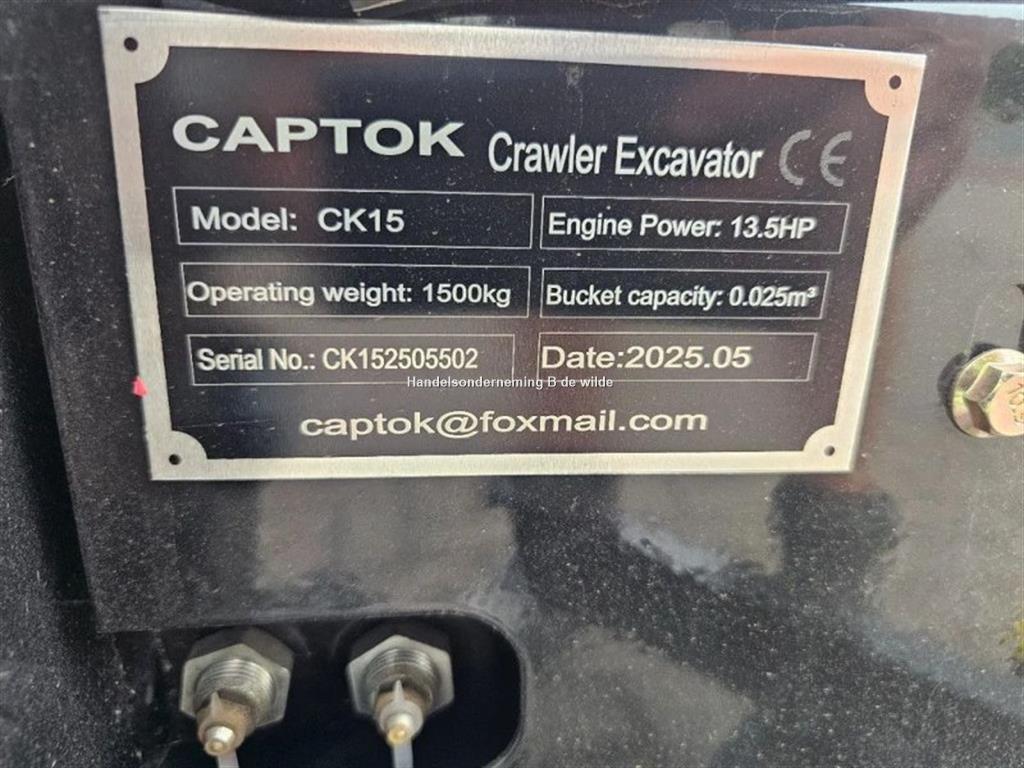 CAPTOK Crawler Excavator CE
Model: CK15 Engine Power: 13.5HP
Operating weight: 1500kg Bucket capacity: 0.025m³
Serial No.: CK152505502 Date:2025.05
Handelsonderneming B de wilde
captok@foxmail.com